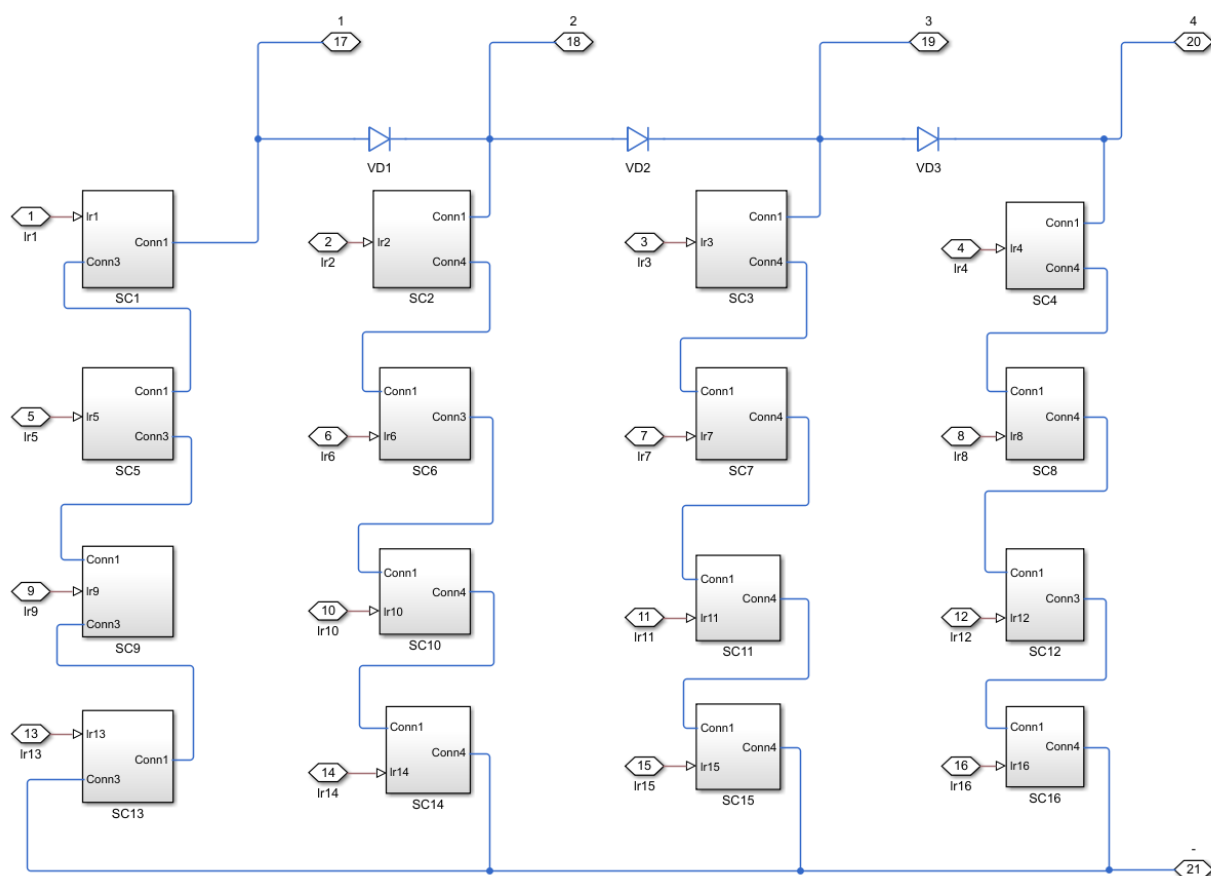 1 2 3 4
17 18 19 20
VD1 VD2 VD3
1 Ir1 Conn1 Conn3
Ir1
SC1
2 Ir2 Conn1 Conn4
Ir2
SC2
3 Ir3 Conn1 Conn4
Ir3
SC3
4 Ir4 Conn1 Conn4
Ir4
SC4
5 Ir5 Conn1 Conn3
Ir5
SC5
6 Conn1 Ir6 Conn3
Ir6
SC6
7 Conn1 Ir7 Conn4
Ir7
SC7
8 Conn1 Ir8 Conn4
Ir8
SC8
9 Conn1 Ir9 Conn3
Ir9
SC9
10 Conn1 Ir10 Conn4
Ir10
SC10
11 Conn1 Ir11 Conn4
Ir11
SC11
12 Conn1 Ir12 Conn3
Ir12
SC12
13 Ir13 Conn1 Conn3
Ir13
SC13
14 Conn1 Ir14 Conn4
Ir14
SC14
15 Conn1 Ir15 Conn4
Ir15
SC15
16 Conn1 Ir16 Conn4
Ir16
SC16
-
21